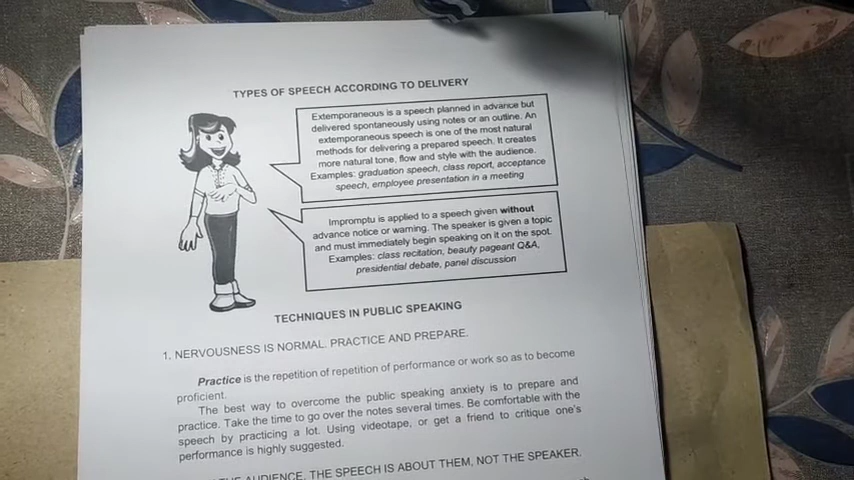 TYPES OF SPEECH ACCORDING TO DELIVERY
Extemporaneous is a speech planned in advance but
delivered spontaneously using notes or an outline. An
extemporaneous speech is one of the most natural
methods for delivering a prepared speech. It creates
more natural tone, flow and style with the audience.
Examples: graduation speech, class report, acceptance
speech, employee presentation in a meeting
Impromptu is applied to a speech given without
advance notice or warning. The speaker is given a topic
and must immediately begin speaking on it on the spot.
Examples: class recitation, beauty pageant Q&A,
presidential debate, panel discussion
TECHNIQUES IN PUBLIC SPEAKING
1. NERVOUSNESS IS NORMAL. PRACTICE AND PREPARE.
Practice is the repetition of repetition of performance or work so as to become
proficient.
The best way to overcome the public speaking anxiety is to prepare and
practice. Take the time to go over the notes several times. Be comfortable with the
speech by practicing a lot. Using videotape, or get a friend to critique one's
performance is highly suggested.
AUDIENCE. THE SPEECH IS ABOUT THEM, NOT THE SPEAKER.